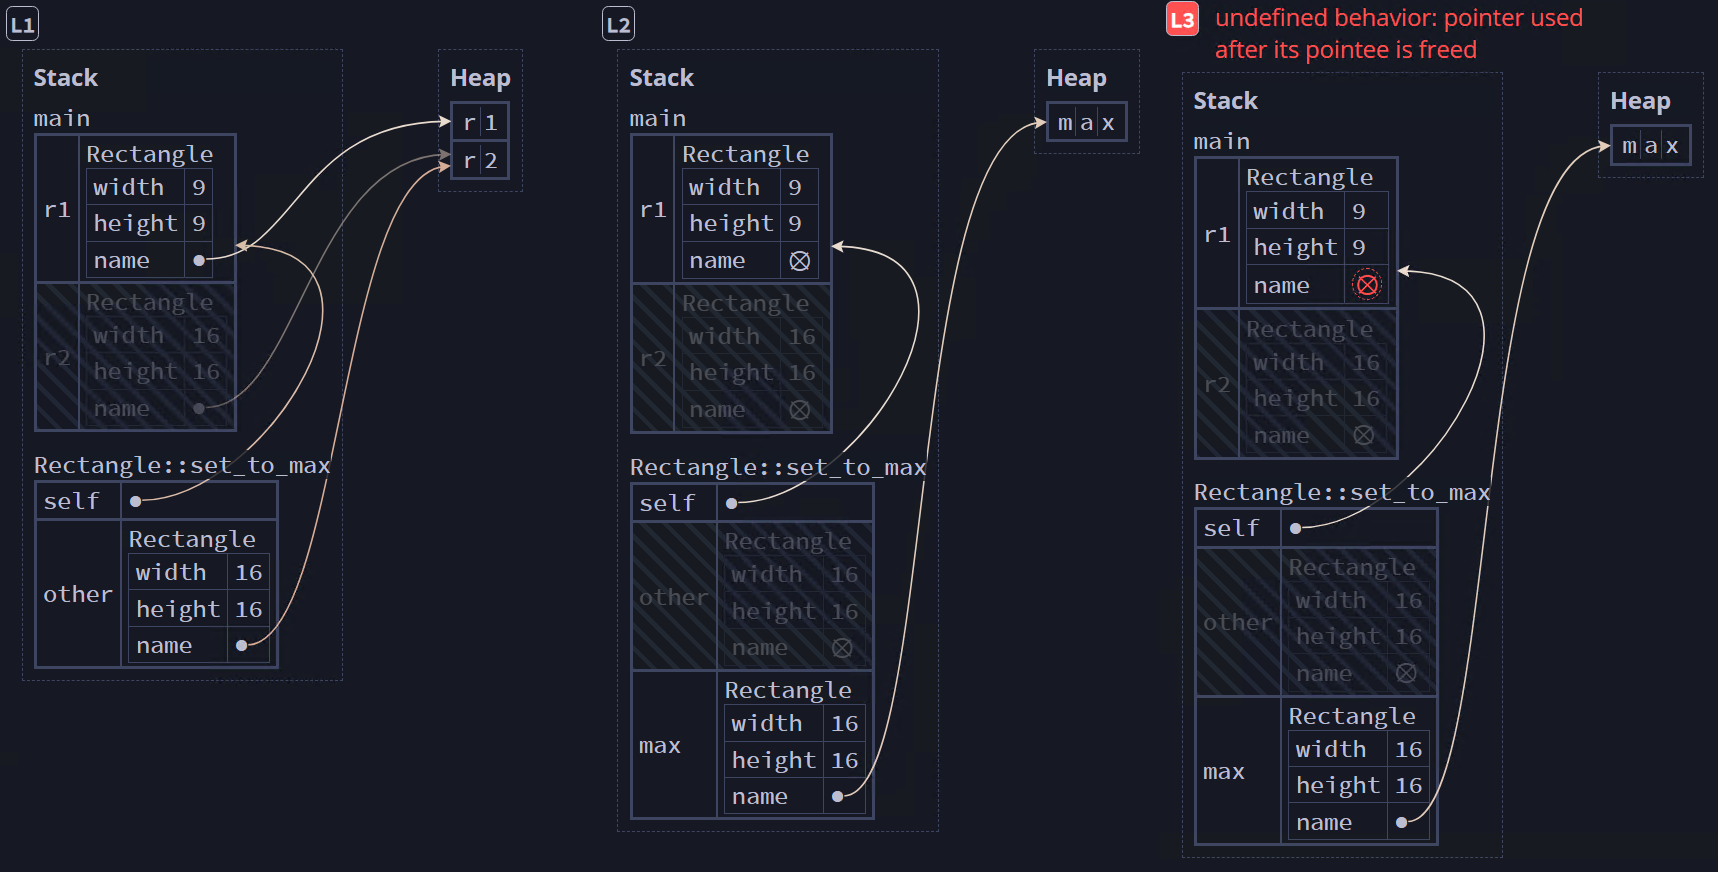 L1
Stack
Heap
main
r1
Rectangle
width 9
height 9
name
r2
Rectangle
width 16
height 16
name
r|1
r|2
Rectangle::set_to_max
self
other
Rectangle
width 16
height 16
name
L2
Stack
Heap
main
r1
Rectangle
width 9
height 9
name
r2
Rectangle
width 16
height 16
name
m|a|x
Rectangle::set_to_max
self
other
Rectangle
width 16
height 16
name
max
Rectangle
width 16
height 16
name
L3
undefined behavior: pointer used
after its pointee is freed
Stack
Heap
main
r1
Rectangle
width 9
height 9
name
r2
Rectangle
width 16
height 16
name
m|a|x
Rectangle::set_to_max
self
other
Rectangle
width 16
height 16
name
max
Rectangle
width 16
height 16
name